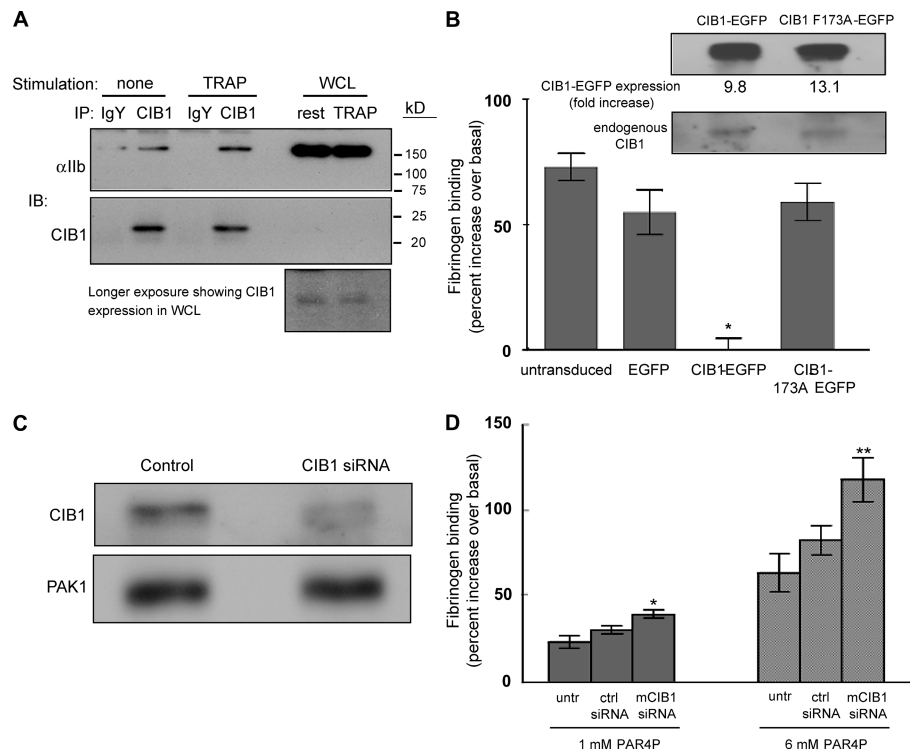 A
Stimulation: none TRAP WCL
IP: IgY CIB1 IgY CIB1 rest TRAP kD
αIIb
150
100
75
IB:
CIB1
25
20
Longer exposure showing CIB1
expression in WCL
B
CIB1-EGFP CIB1 F173A-EGFP
CIB1-EGFP expression 9.8 13.1
(fold increase)
endogenous
CIB1
Fibrinogen binding
(percent increase over basal)
100
50
0
*
untransduced EGFP CIB1-EGFP CIB1-
173A EGFP
C
Control CIB1 siRNA
CIB1
PAK1
D
Fibrinogen binding
(percent increase over basal)
150
100
50
0
*
**
untr ctrl mCIB1 untr ctrl mCIB1
siRNA siRNA siRNA siRNA
1 mM PAR4P 6 mM PAR4P